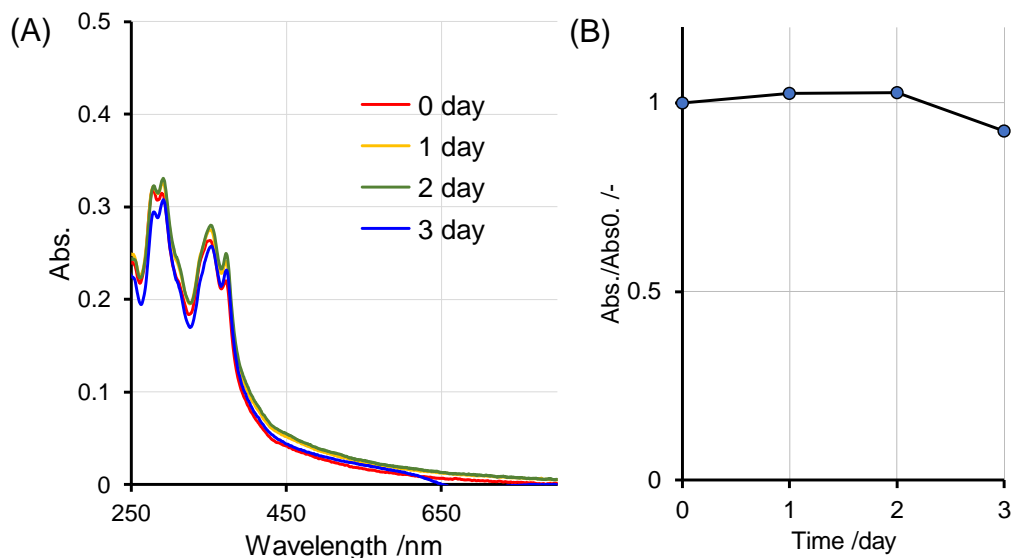 (A)
0.5
0.4
0.3
0.2
0.1
0
Abs.
250
450
650
Wavelength /nm
0 day
1 day
2 day
3 day
(B)
1
0.5
0
Abs./Abs0. /-
0
1
2
3
Time /day